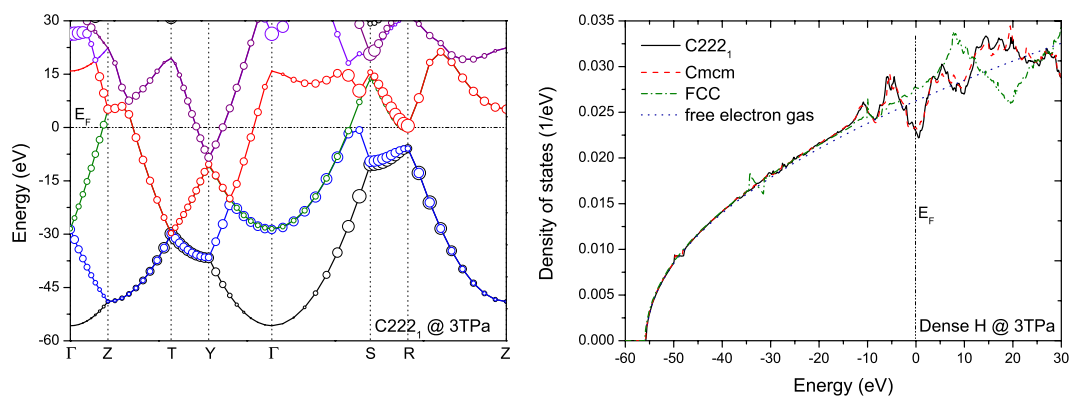 30
15
0
-15
-30
-45
-60
Energy (eV)
E_F
C222₁ @ 3TPa
Γ Z T Y Γ S R Z
0.035
0.030
0.025
0.020
0.015
0.010
0.005
0.000
Density of states (1/eV)
C222₁
Cmcm
FCC
free electron gas
E_F
Dense H @ 3TPa
-60 -50 -40 -30 -20 -10 0 10 20 30
Energy (eV)